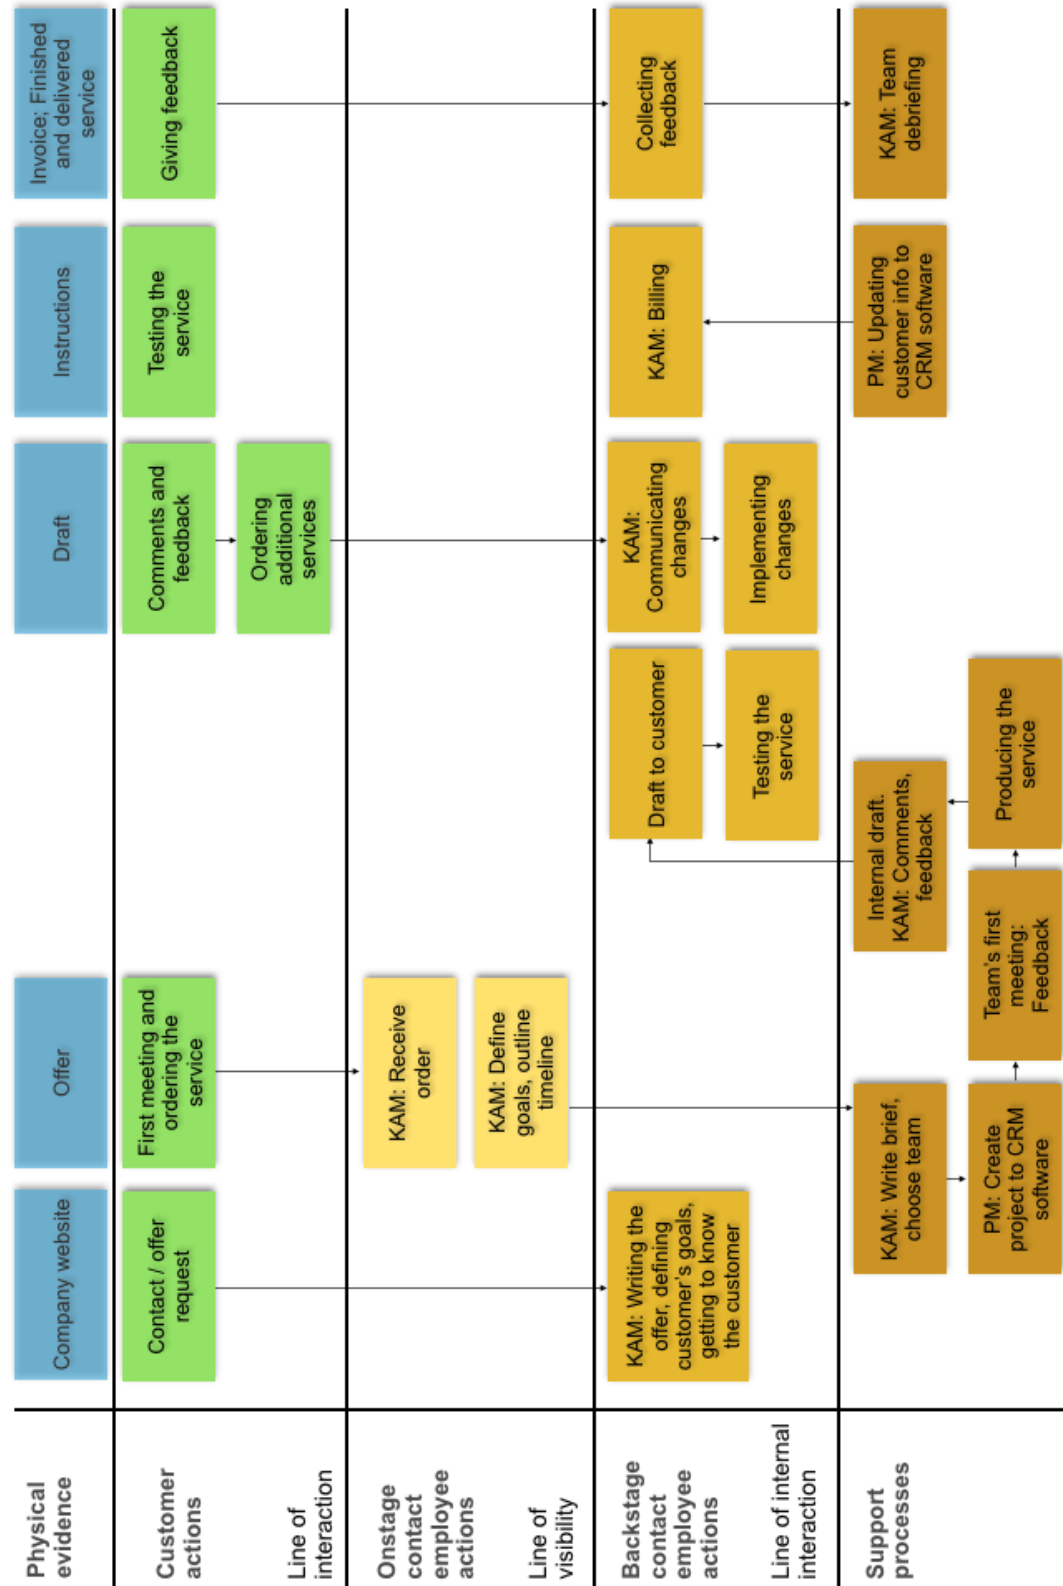 Physical
evidence
Company website
Offer
Draft
Instructions
Invoice; Finished
and delivered
service
Customer
actions
Contact / offer
request
First meeting and
ordering the
service
Comments and
feedback
Testing the
service
Giving feedback
Ordering
additional
services
Line of
interaction
Onstage
contact
employee
actions
KAM: Receive
order
KAM: Define
goals, outline
timeline
Line of
visibility
Backstage
contact
employee
actions
KAM: Writing the
offer, defining
customer's goals,
getting to know
the customer
Draft to customer
KAM:
Communicating
changes
KAM: Billing
Collecting
feedback
Testing the
service
Implementing
changes
Line of internal
interaction
Support
processes
KAM: Write brief,
choose team
Internal draft.
KAM: Comments,
feedback
PM: Updating
customer info to
CRM software
KAM: Team
debriefing
PM: Create
project to CRM
software
Team's first
meeting:
Feedback
Producing the
service